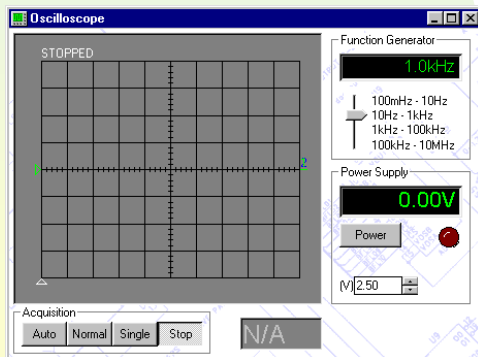 Oscilloscope
STOPPED
2
Function Generator
1.0kHz
100mHz - 10Hz
10Hz - 1kHz
1kHz - 100kHz
100kHz - 10MHz
Power Supply
0.00V
Power
(V) 2.50
Acquisition
Auto Normal Single Stop
N/A